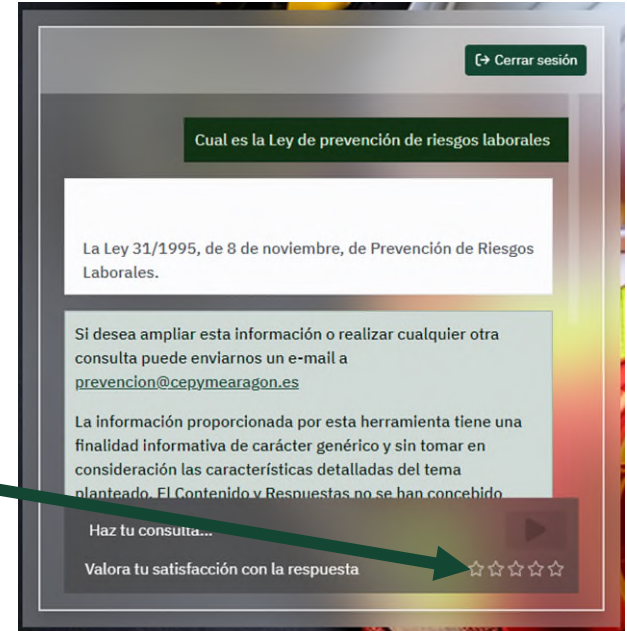 Cerrar sesión
Cual es la Ley de prevención de riesgos laborales
La Ley 31/1995, de 8 de noviembre, de Prevención de Riesgos
Laborales.
Si desea ampliar esta información o realizar cualquier otra
consulta puede enviarnos un e-mail a
prevencion@cepymearagon.es
La información proporcionada por esta herramienta tiene una
finalidad informativa de carácter genérico y sin tomar en
consideración las características detalladas del tema
planteado. El Contenido y Respuestas no se han concebido
Haz tu consulta...
Valora tu satisfacción con la respuesta